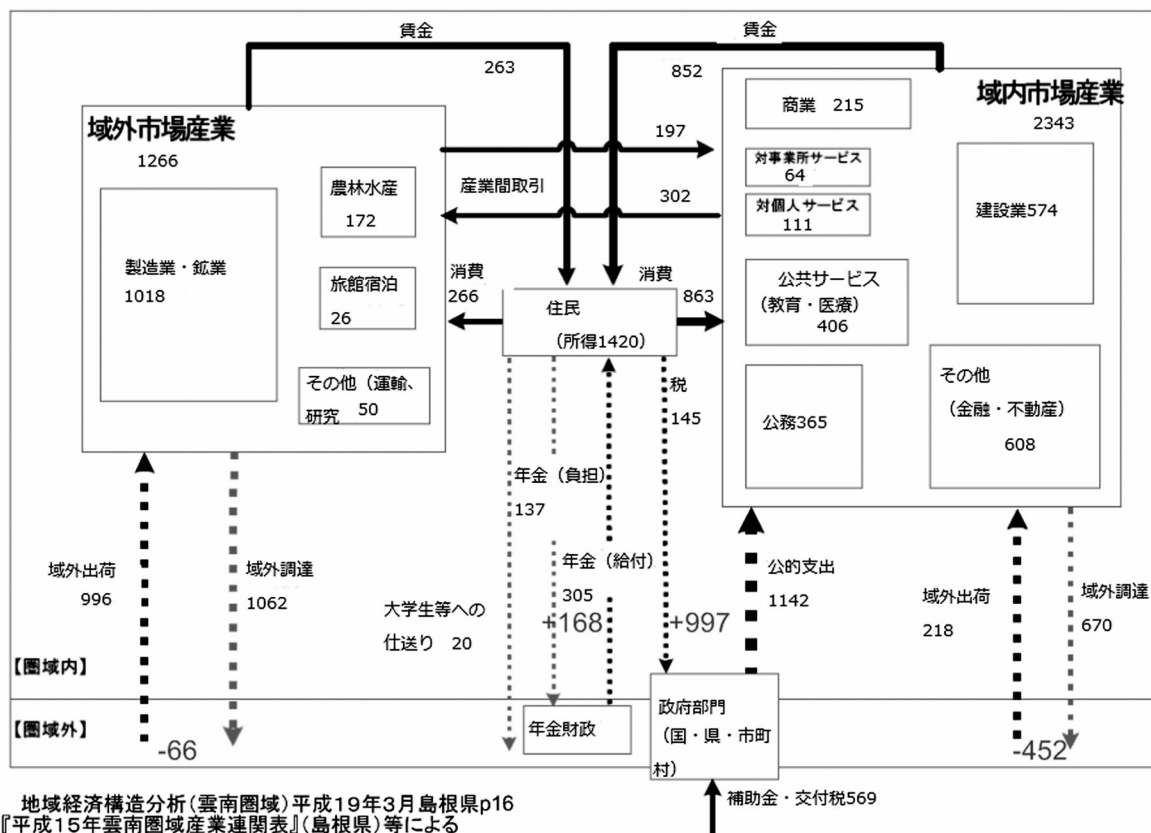 賃金
263
賃金
852
域外市場産業
1266
製造業・鉱業
1018
農林水産
172
旅館宿泊
26
その他（運輸、
研究 50
197
産業間取引
302
域内市場産業
2343
商業 215
対事業所サービス
64
対個人サービス
111
建設業574
公共サービス
（教育・医療）
406
公務365
その他
（金融・不動産）
608
消費
266
消費
863
住民
（所得1420）
税
145
年金（負担）
137
年金（給付）
305
大学生等への
仕送り 20
+168
+997
公的支出
1142
域外出荷
996
域外調達
1062
域外出荷
218
域外調達
670
【圏域内】
【圏域外】
-66
年金財政
政府部門
（国・県・市町
村）
-452
補助金・交付税569
地域経済構造分析（雲南圏域）平成19年3月島根県p16
『平成15年雲南圏域産業連関表』（島根県）等による